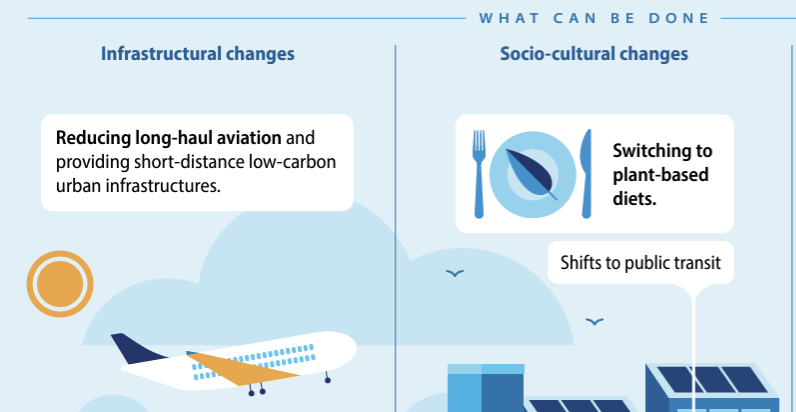 WHAT CAN BE DONE
Infrastructural changes
Reducing long-haul aviation and
providing short-distance low-carbon
urban infrastructures.
Socio-cultural changes
Switching to
plant-based
diets.
Shifts to public transit